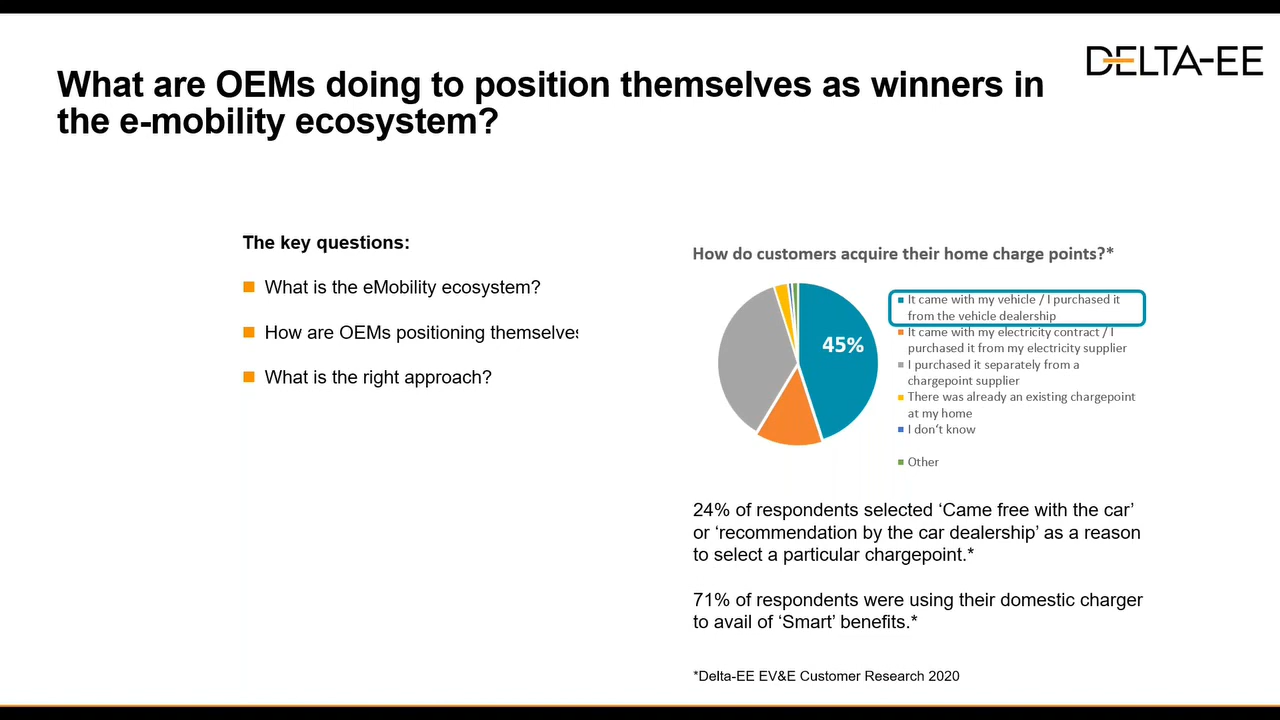 DELTA-EE
What are OEMs doing to position themselves as winners in
the e-mobility ecosystem?
The key questions:
What is the eMobility ecosystem?
How are OEMs positioning themselves
What is the right approach?
How do customers acquire their home charge points?*
45%
It came with my vehicle / I purchased it
from the vehicle dealership
It came with my electricity contract / I
purchased it from my electricity supplier
I purchased it separately from a
chargepoint supplier
There was already an existing chargepoint
at my home
I don't know
Other
24% of respondents selected ‘Came free with the car’
or ‘recommendation by the car dealership’ as a reason
to select a particular chargepoint.*
71% of respondents were using their domestic charger
to avail of ‘Smart’ benefits.*
*Delta-EE EV&E Customer Research 2020